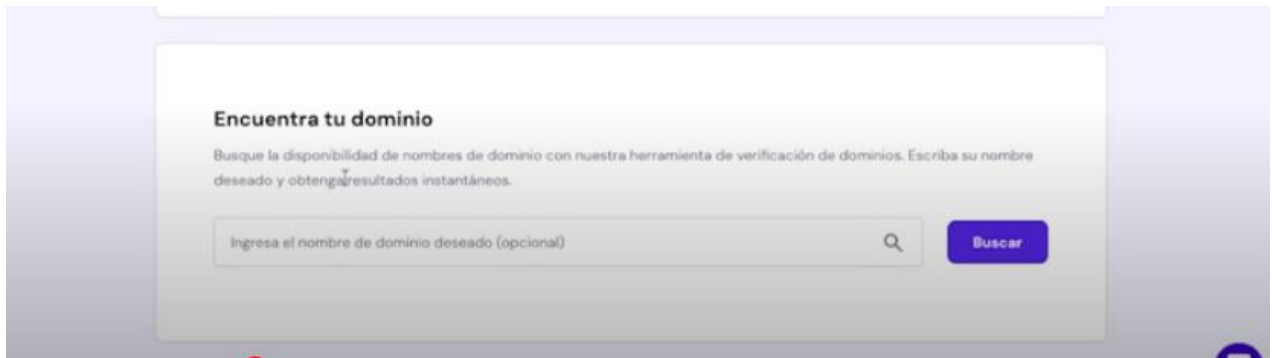 Encuentra tu dominio
Busque la disponibilidad de nombres de dominio con nuestra herramienta de verificación de dominios. Escriba su nombre
deseado y obtenga resultados instantáneos.
Ingresa el nombre de dominio deseado (opcional)
Buscar